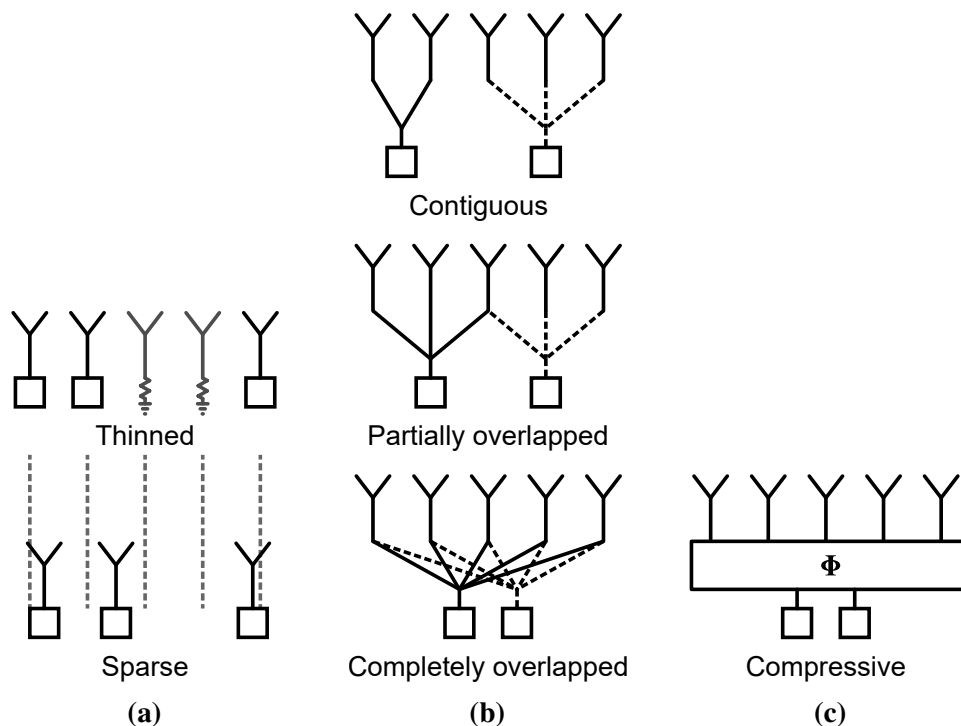 Contiguous
Thinned
Partially overlapped
Φ
Sparse
Completely overlapped
Compressive
(a)
(b)
(c)